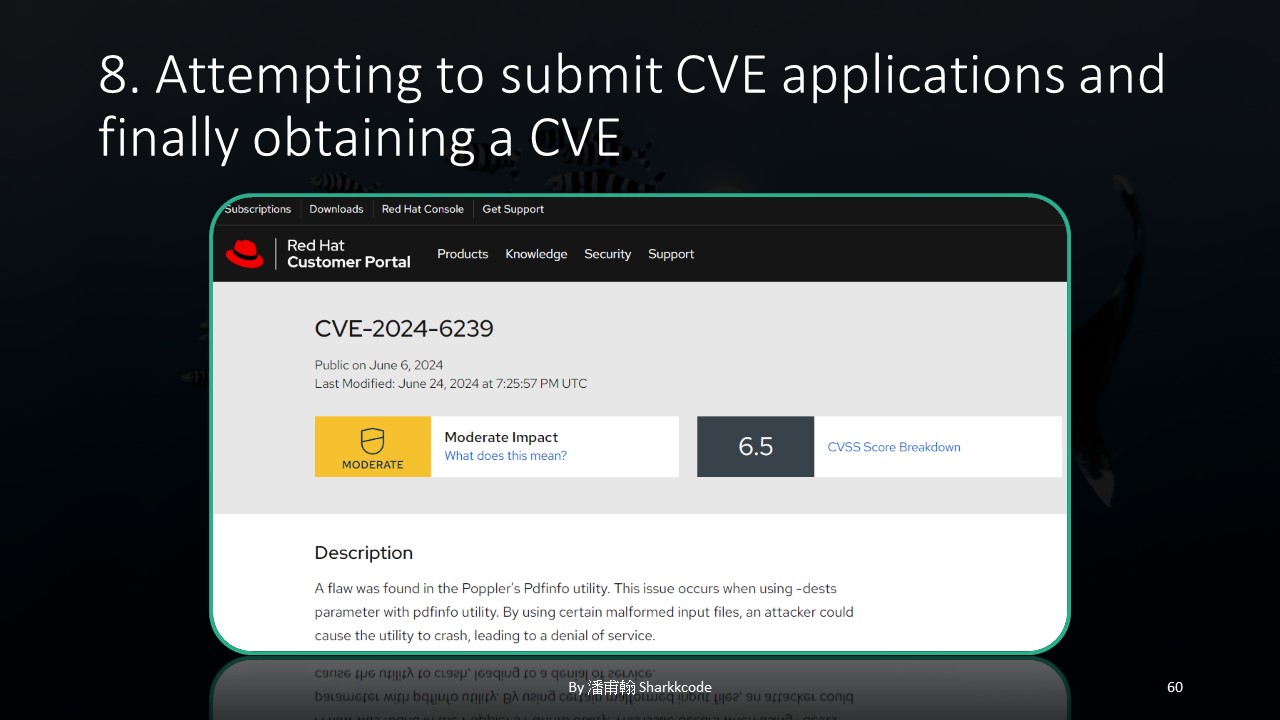 8. Attempting to submit CVE applications and
finally obtaining a CVE
Subscriptions Downloads Red Hat Console Get Support
Red Hat
Customer Portal
Products Knowledge Security Support
CVE-2024-6239
Public on June 6, 2024
Last Modified: June 24, 2024 at 7:25:57 PM UTC
MODERATE
Moderate Impact
What does this mean?
6.5
CVSS Score Breakdown
Description
A flaw was found in the Poppler's Pdfinfo utility. This issue occurs when using -dests
parameter with pdfinfo utility. By using certain malformed input files, an attacker could
cause the utility to crash, leading to a denial of service.
By 潘甫翰 Sharkkcode
60